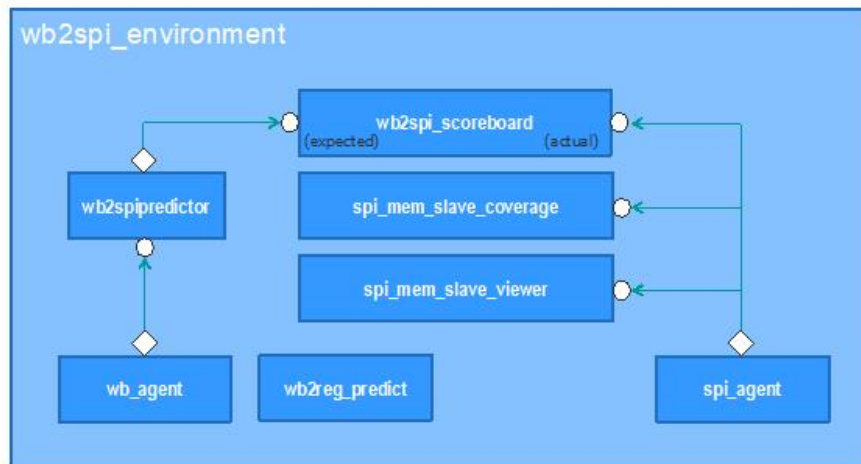 wb2spi_environment
wb2spi_scoreboard
(expected) (actual)
wb2spipredictor
spi_mem_slave_coverage
spi_mem_slave_viewer
wb_agent
wb2reg_predict
spi_agent